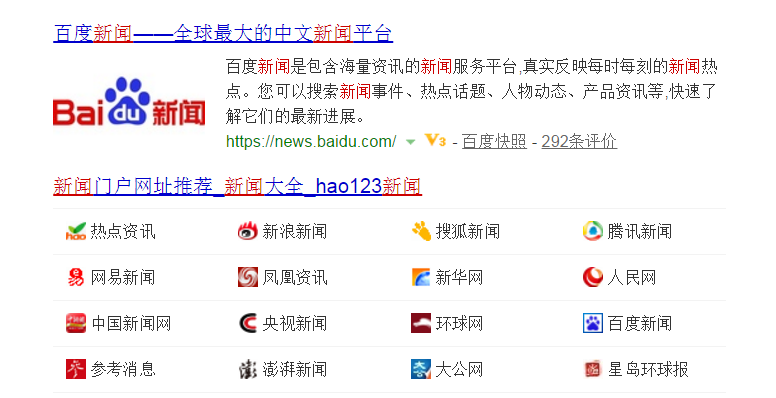 百度新闻——全球最大的中文新闻平台
百度新闻是包含海量资讯的新闻服务平台,真实反映每时每刻的新闻热
点。您可以搜索新闻事件、热点话题、人物动态、产品资讯等,快速了
解它们的最新进展。
Bai du 新闻
https://news.baidu.com/ V3 - 百度快照 - 292条评价
新闻门户网址推荐_新闻大全_hao123新闻
hao 热点资讯 新浪新闻 搜狐新闻 腾讯新闻
网易新闻 凤凰资讯 新华网 人民网
中国新闻网 央视新闻 环球网 百度新闻
参考消息 澎湃新闻 大公网 星岛环球报